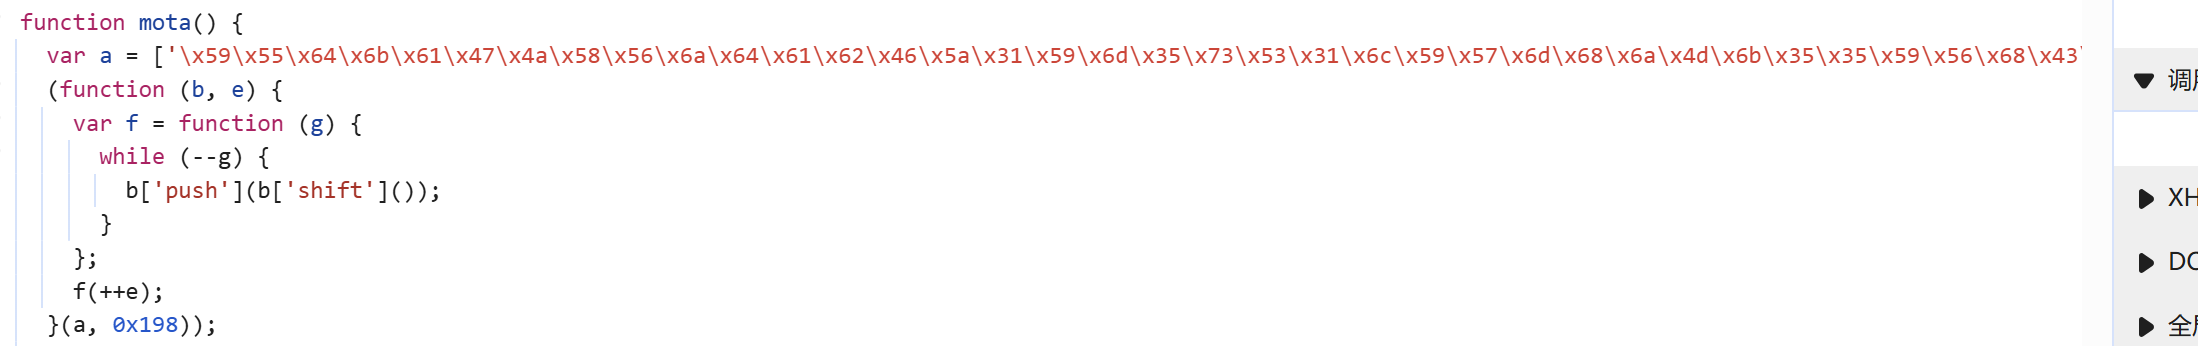 function mota() {
var a = ['\x59\x55\x64\x6b\x61\x47\x4a\x58\x56\x6a\x64\x61\x62\x46\x5a\x31\x59\x6d\x35\x73\x53\x31\x6c\x59\x57\x6d\x68\x6a\x4d\x6b\x35\x35\x59\x56\x68\x43\
(function (b, e) {
var f = function (g) {
while (--g) {
b['push'](b['shift']());
}
};
f(++e);
}(a, 0x198));
调
XH
DO
全